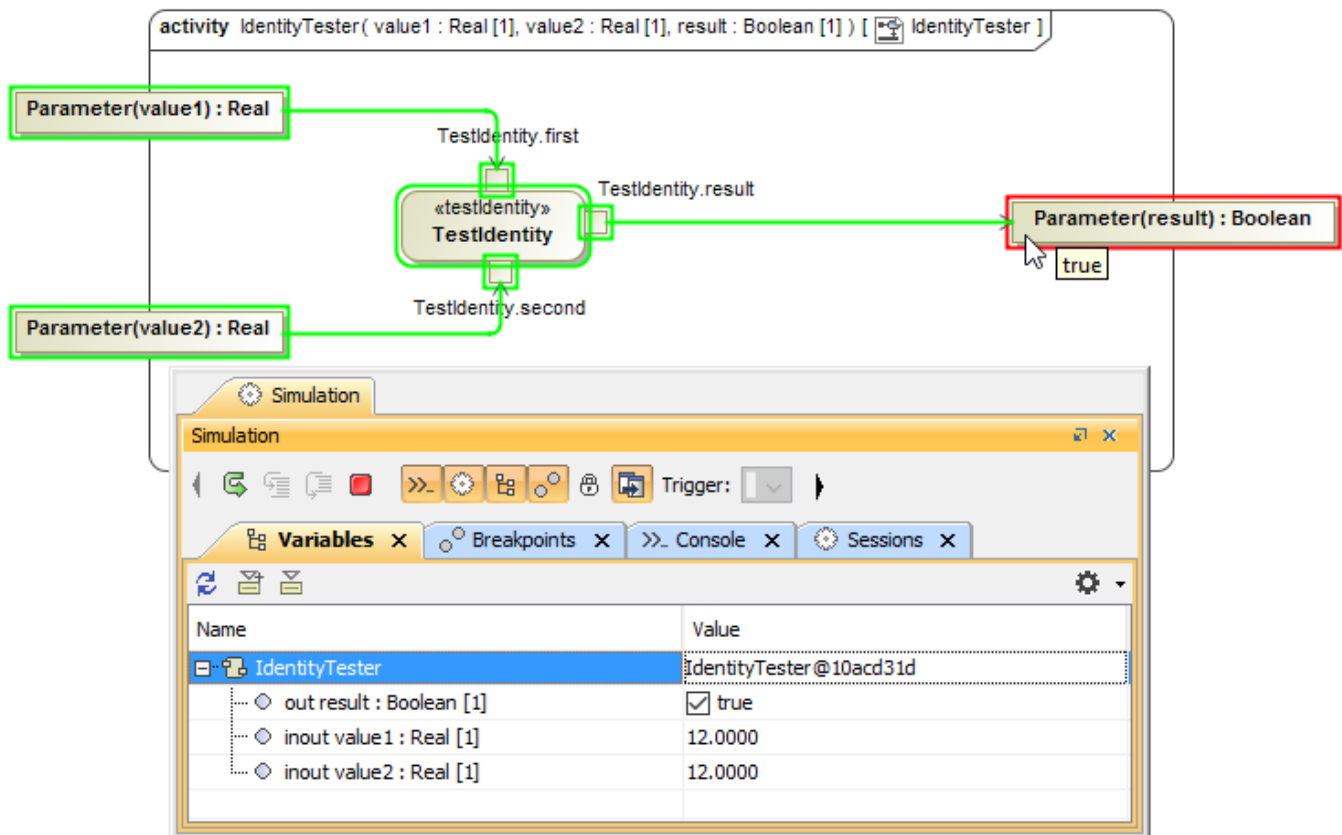 activity IdentityTester( value1 : Real [1], value2 : Real [1], result : Boolean [1] ) [ IdentityTester ]
Parameter(value1) : Real
TestIdentity.first
TestIdentity.result
«testIdentity»
TestIdentity
Parameter(result) : Boolean
true
TestIdentity.second
Parameter(value2) : Real
Simulation
Simulation
Trigger:
Variables Breakpoints Console Sessions
Name Value
IdentityTester IdentityTester@10acd31d
out result : Boolean [1] true
inout value1 : Real [1] 12.0000
inout value2 : Real [1] 12.0000